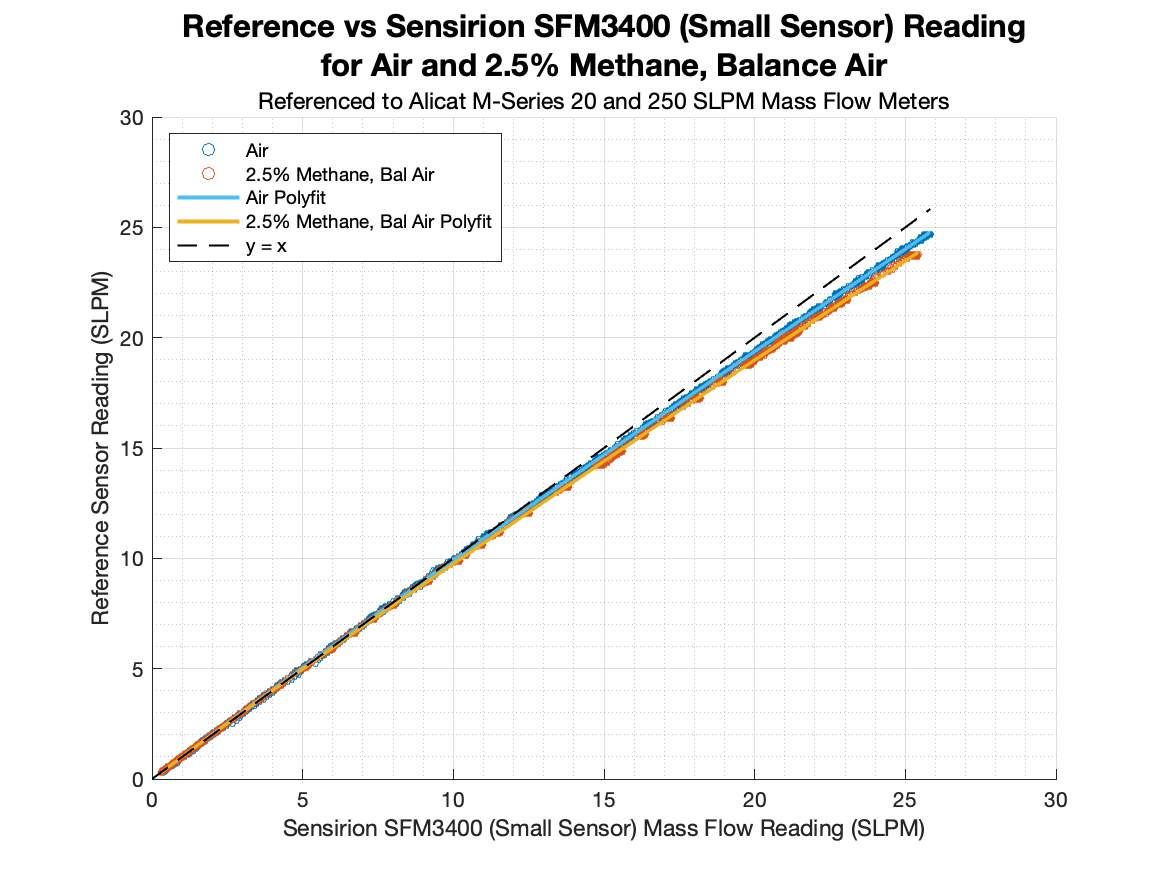 Reference vs Sensirion SFM3400 (Small Sensor) Reading
for Air and 2.5% Methane, Balance Air
Referenced to Alicat M-Series 20 and 250 SLPM Mass Flow Meters
Air
2.5% Methane, Bal Air
Air Polyfit
2.5% Methane, Bal Air Polyfit
y = x
Reference Sensor Reading (SLPM)
30
25
20
15
10
5
0
0 5 10 15 20 25 30
Sensirion SFM3400 (Small Sensor) Mass Flow Reading (SLPM)